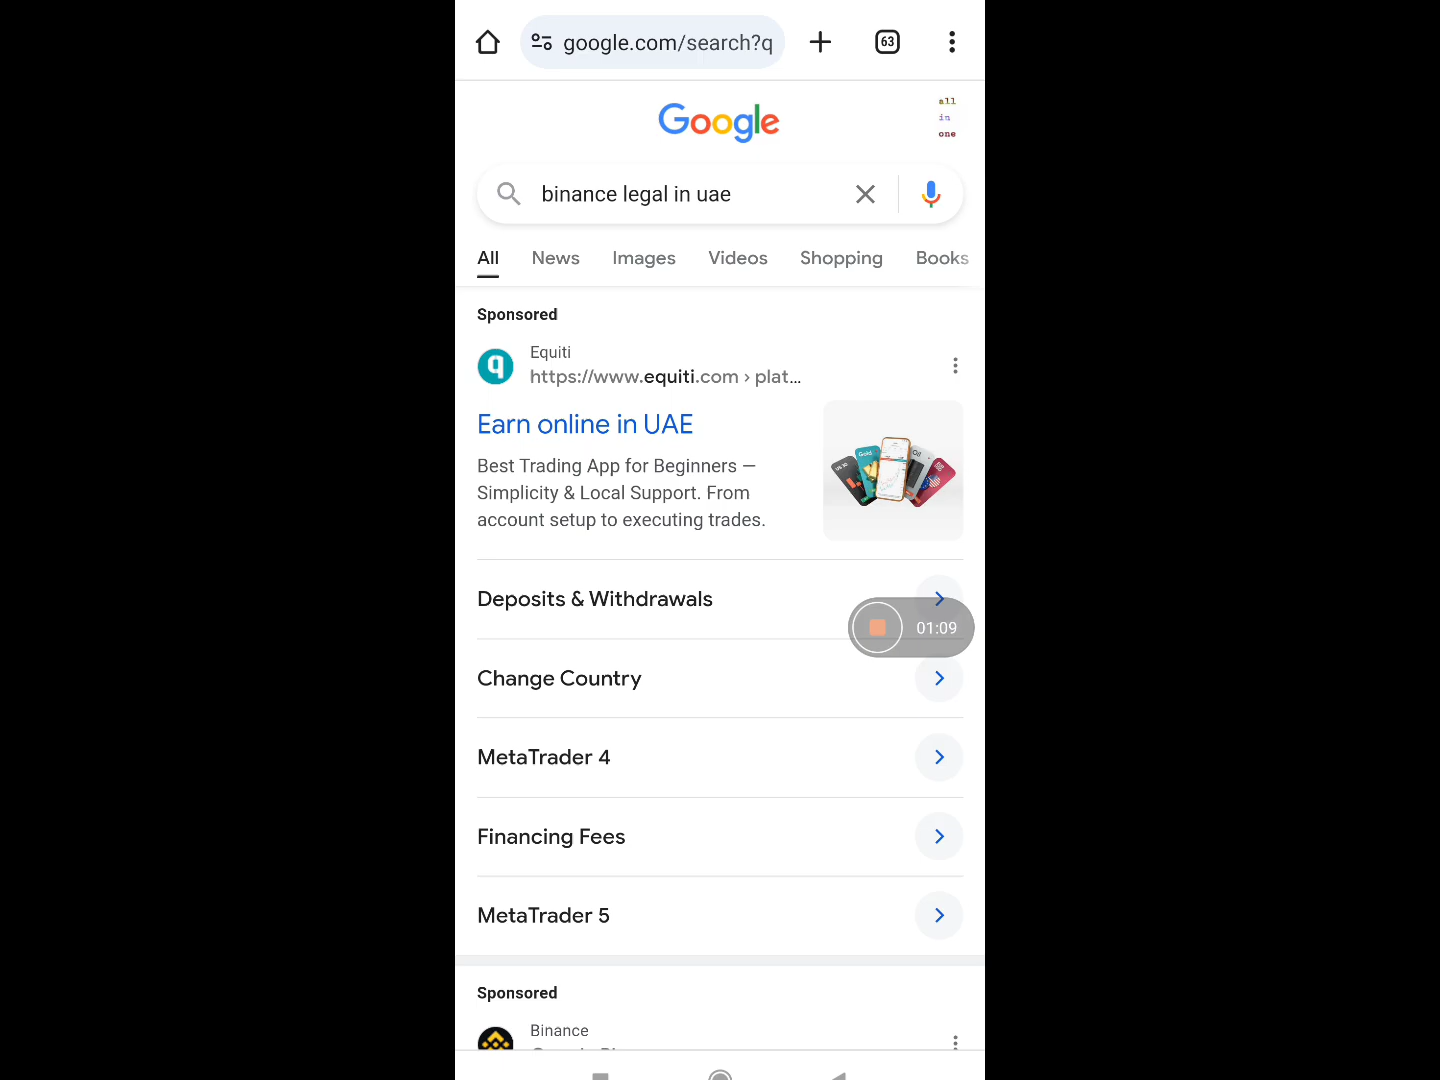 google.com/search?q
63
Google
all
in
one
binance legal in uae
All News Images Videos Shopping Books
Sponsored
Equiti
https://www.equiti.com › plat...
Earn online in UAE
Best Trading App for Beginners —
Simplicity & Local Support. From
account setup to executing trades.
Deposits & Withdrawals
01:09
Change Country
MetaTrader 4
Financing Fees
MetaTrader 5
Sponsored
Binance